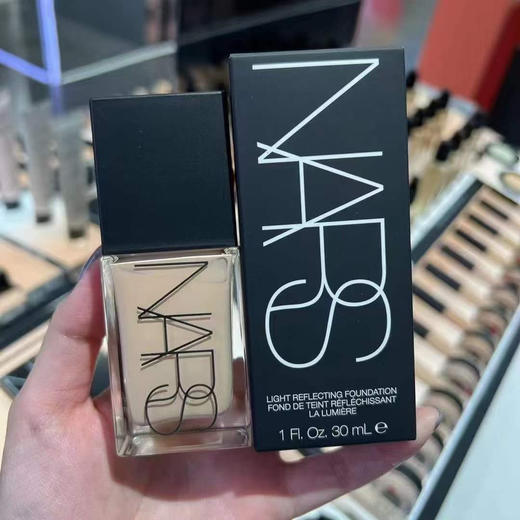 NARS
NARS
LIGHT REFLECTING FOUNDATION
FOND DE TEINT RÉFLÉCHISSANT
LA LUMIÈRE
1 Fl. Oz. 30 mL ℮